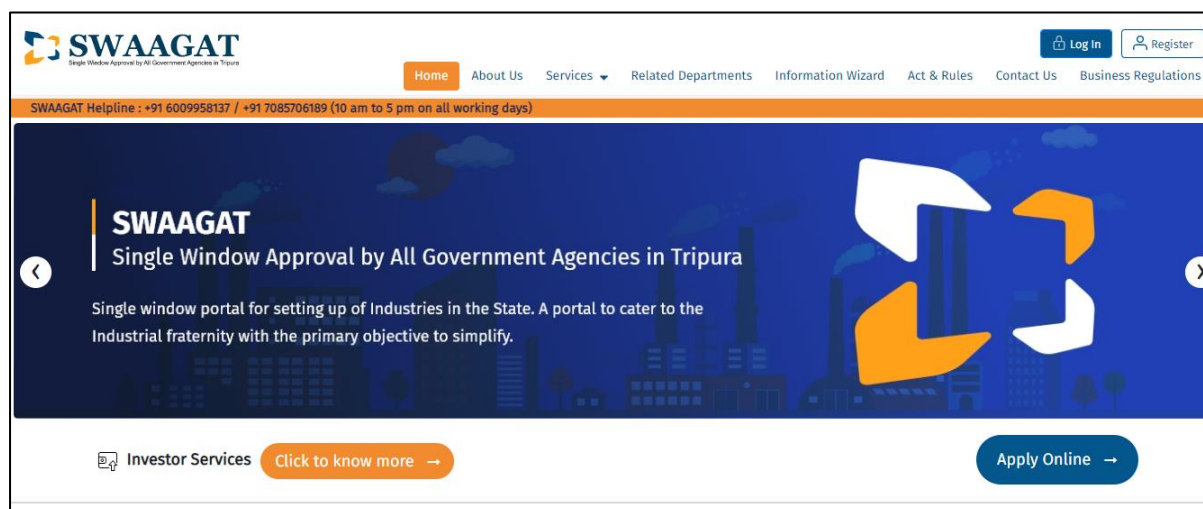 SWAAGAT
Single Window Approval by All Government Agencies in Tripura
Log In
Register
Home About Us Services Related Departments Information Wizard Act & Rules Contact Us Business Regulations
SWAAGAT Helpline : +91 6009958137 / +91 7085706189 (10 am to 5 pm on all working days)
SWAAGAT
Single Window Approval by All Government Agencies in Tripura
Single window portal for setting up of Industries in the State. A portal to cater to the
Industrial fraternity with the primary objective to simplify.
Investor Services Click to know more →
Apply Online →